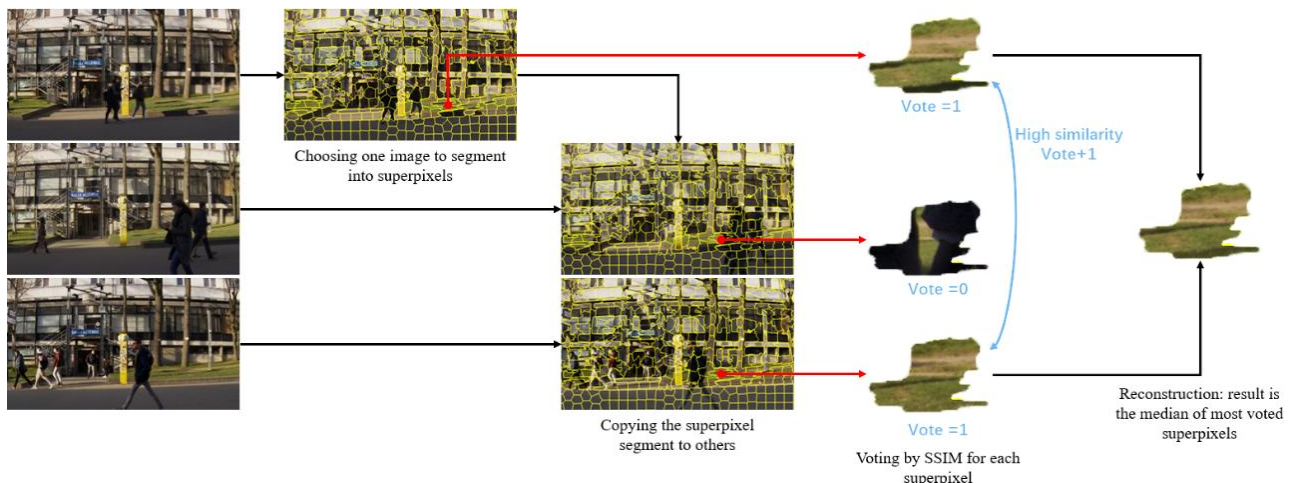 Choosing one image to segment
into superpixels
Copying the superpixel
segment to others
Vote =1
High similarity
Vote+1
Vote =0
Vote =1
Voting by SSIM for each
superpixel
Reconstruction: result is
the median of most voted
superpixels